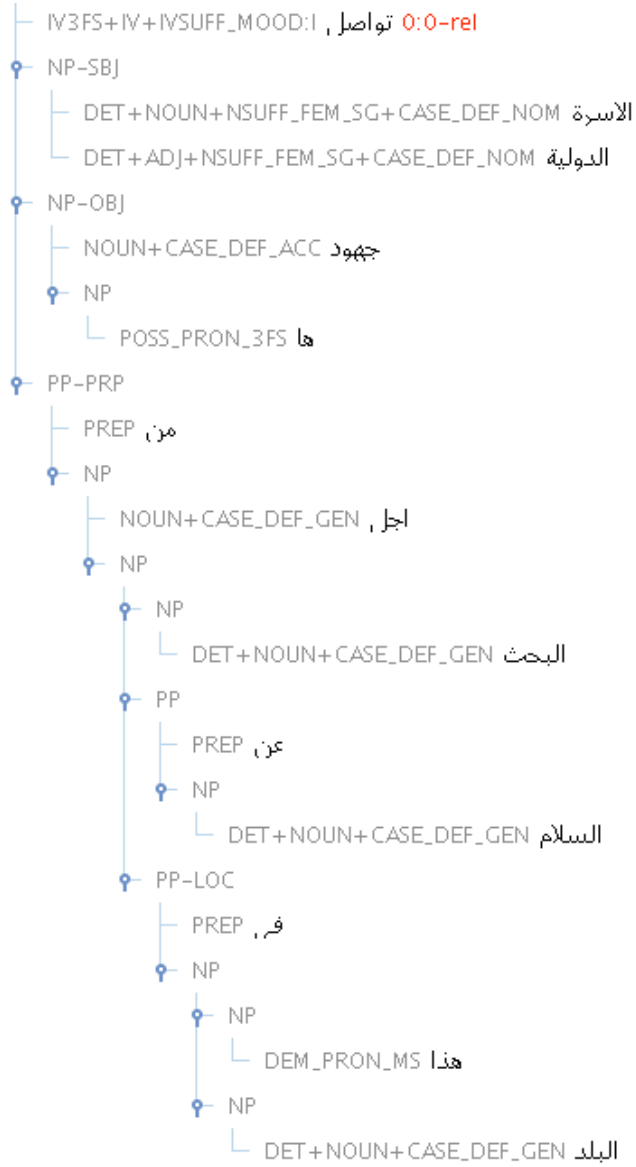 IV3FS+IV+IVSUFF_MOOD:I تواصل 0:0-rel
NP-SBJ
DET+NOUN+NSUFF_FEM_SG+CASE_DEF_NOM الاسرة
DET+ADJ+NSUFF_FEM_SG+CASE_DEF_NOM الدولية
NP-OBJ
NOUN+CASE_DEF_ACC جهود
NP
POSS_PRON_3FS ها
PP-PRP
PREP من
NP
NOUN+CASE_DEF_GEN اجل
NP
NP
DET+NOUN+CASE_DEF_GEN البحث
PP
PREP عن
NP
DET+NOUN+CASE_DEF_GEN السلام
PP-LOC
PREP في
NP
NP
DEM_PRON_MS هذا
NP
DET+NOUN+CASE_DEF_GEN البلد